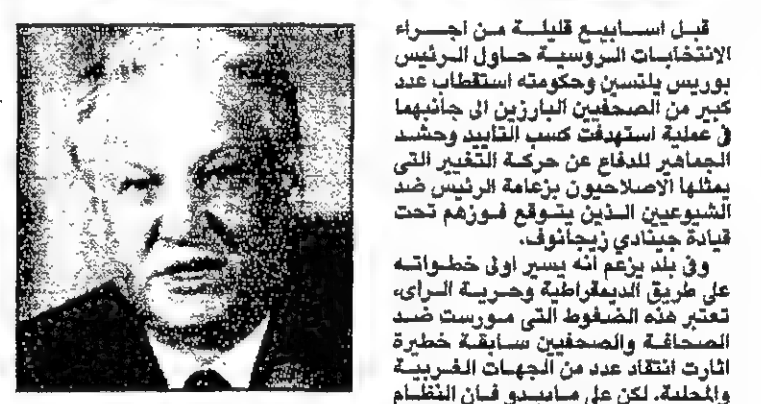 قبل اسابيع قليلة من اجراء
الانتخابات الروسية حاول الرئيس
بوريس يلتسين وحكومته استقطاب عدد
كبير من الصحفيين البارزين الى جانبهما
في عملية استهدفت كسب التأييد وحشد
الجماهير للدفاع عن حركة التغيير التي
يمثلها الاصلاحيون بزعامة الرئيس ضد
الشيوعيين الذين يتوقع فوزهم تحت
قيادة جينادي زيجانوف.
وفي بلد يزعم انه يسير اولى خطواته
على طريق الديمقراطية وحرية الراى،
تعتبر هذه الضغوط التي مورست ضد
الصحافة والصحفيين سابقة خطيرة
اثارت انتقاد عدد من الجهات الغربية
والمحلية. لكن على مايبدو فان النظام